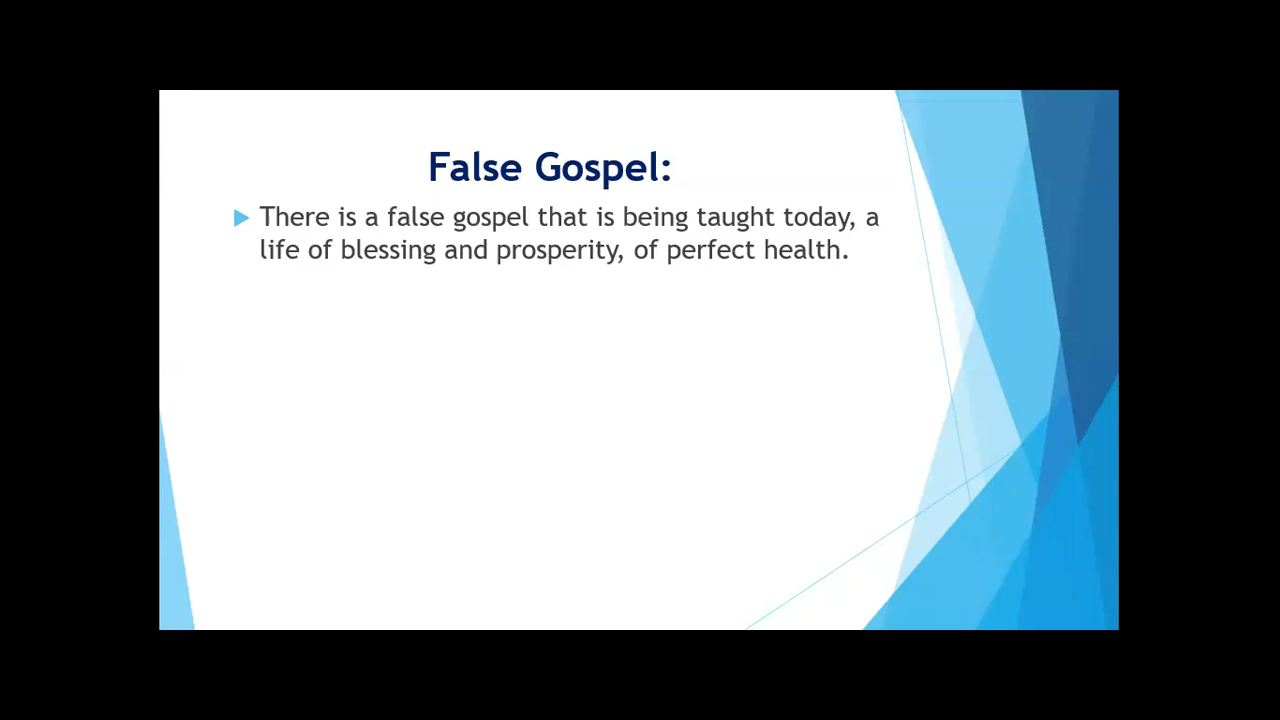 False Gospel:
There is a false gospel that is being taught today, a
life of blessing and prosperity, of perfect health.